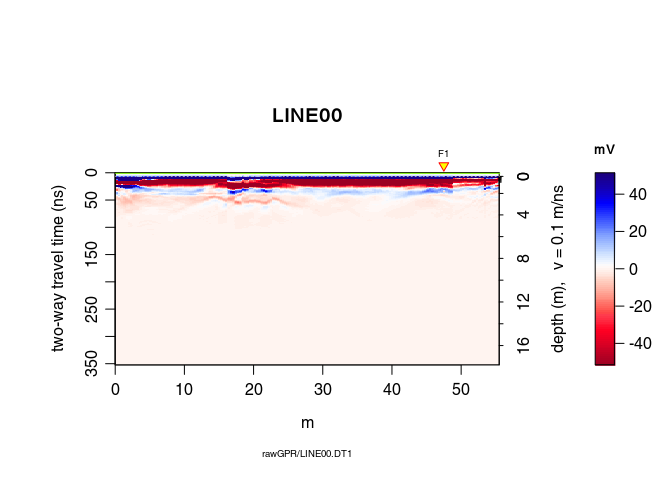 LINE00
F1
mV
0
50
150
250
350
two-way travel time (ns)
0
4
8
12
16
depth (m),   v = 0.1 m/ns
40
20
0
-20
-40
0 10 20 30 40 50
m
rawGPR/LINE00.DT1